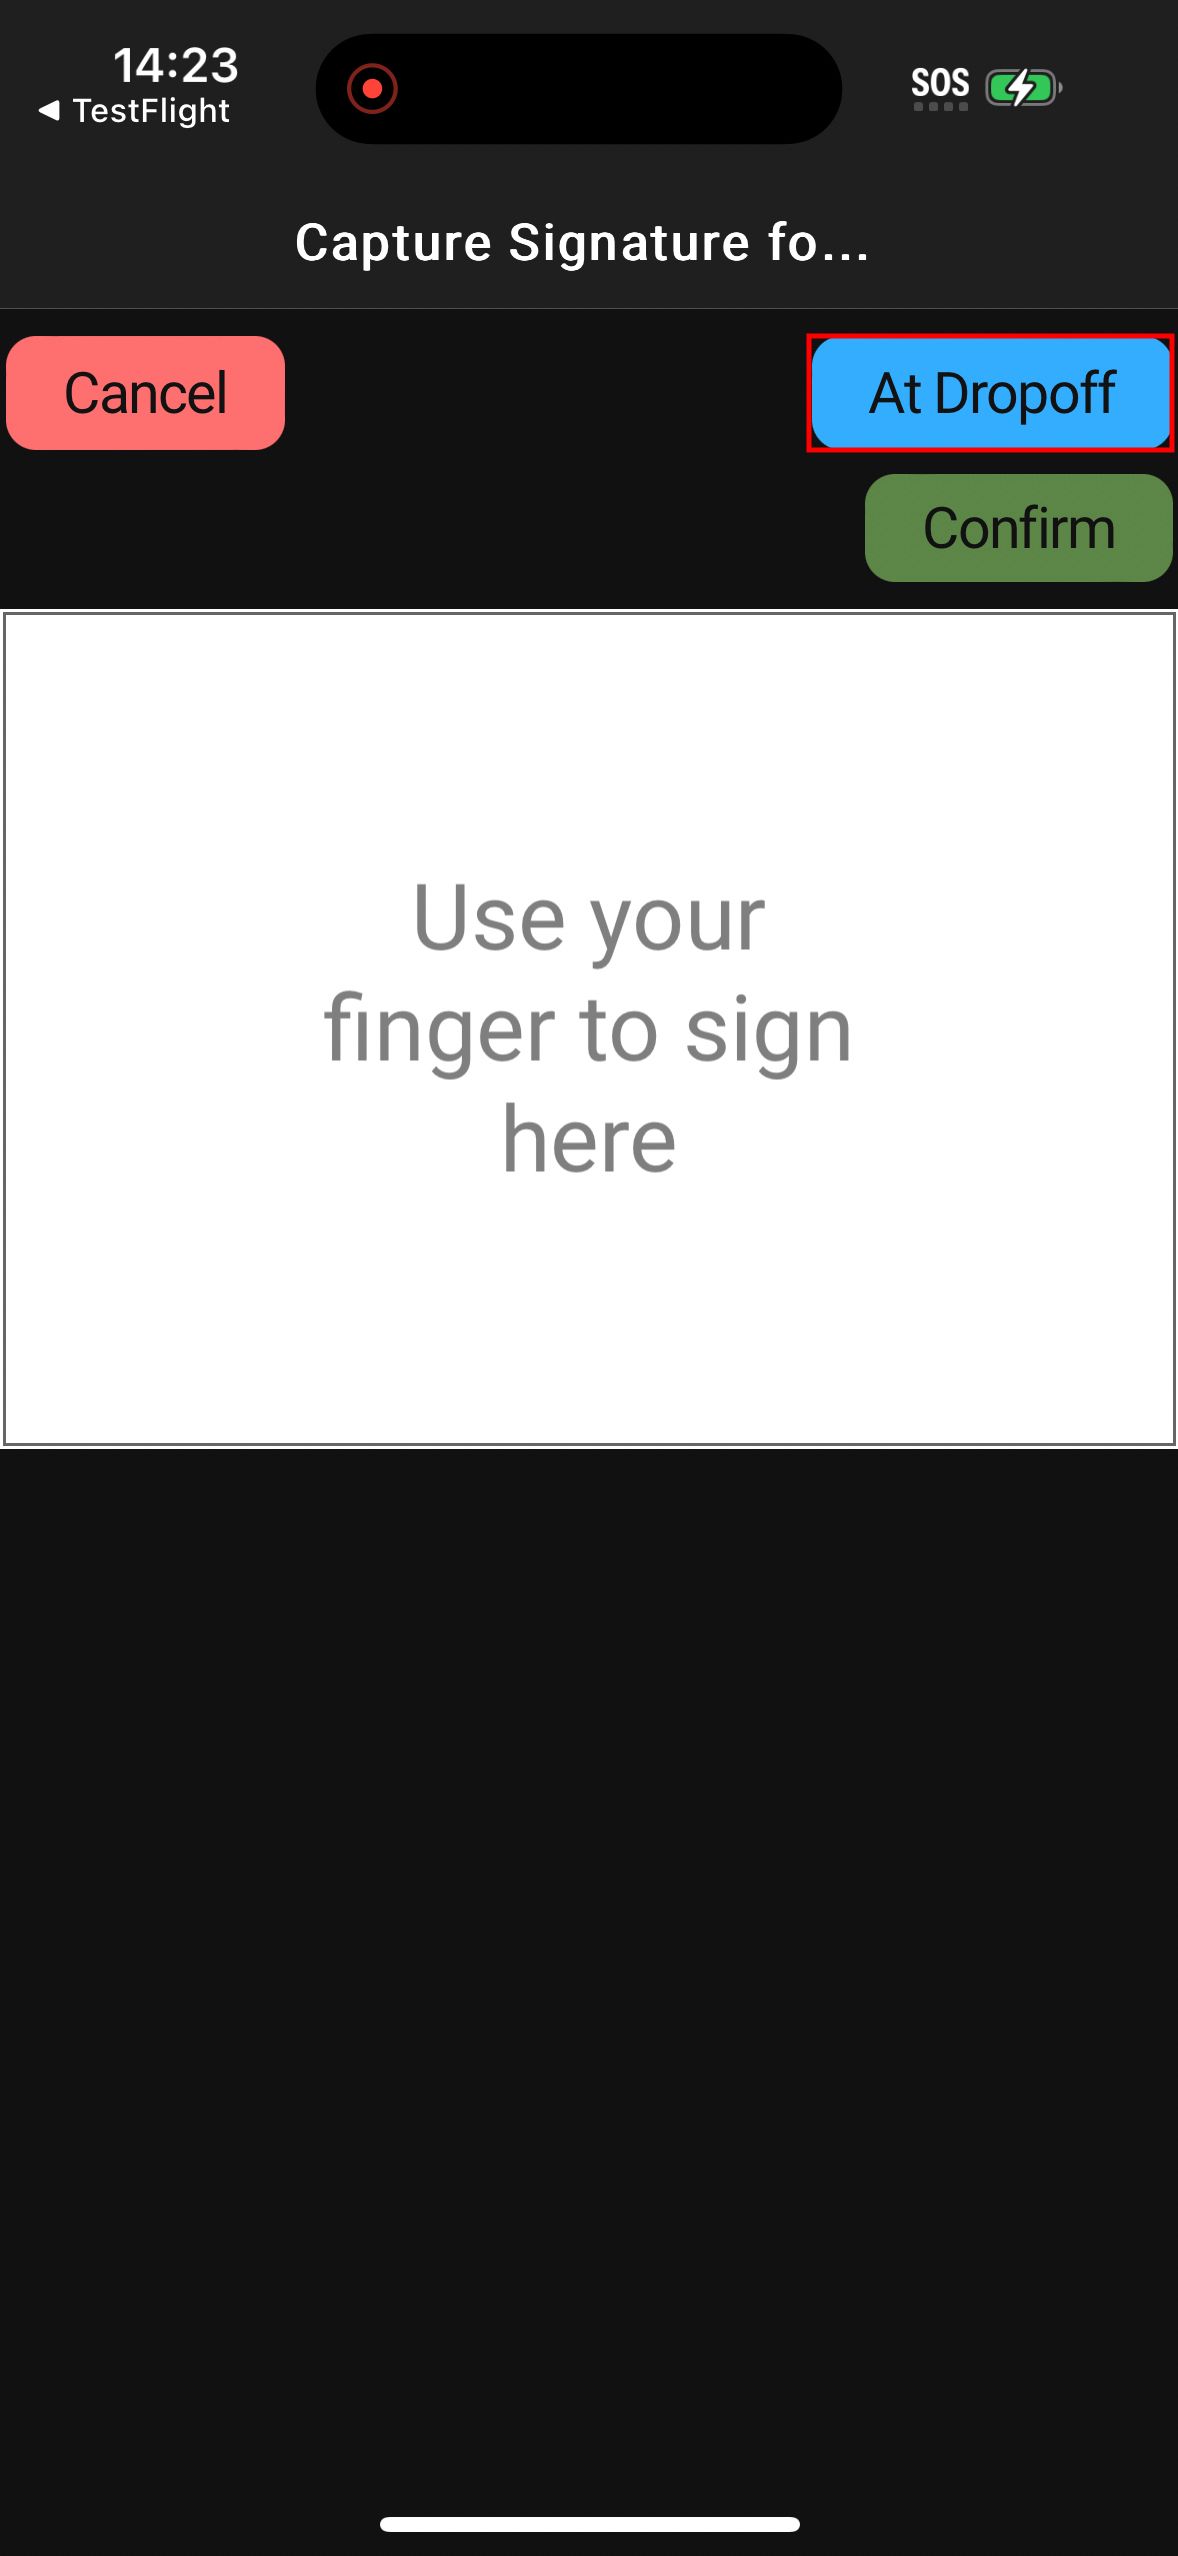 14:23
SOS
◀ TestFlight
Capture Signature fo...
Cancel
At Dropoff
Confirm
Use your
finger to sign
here